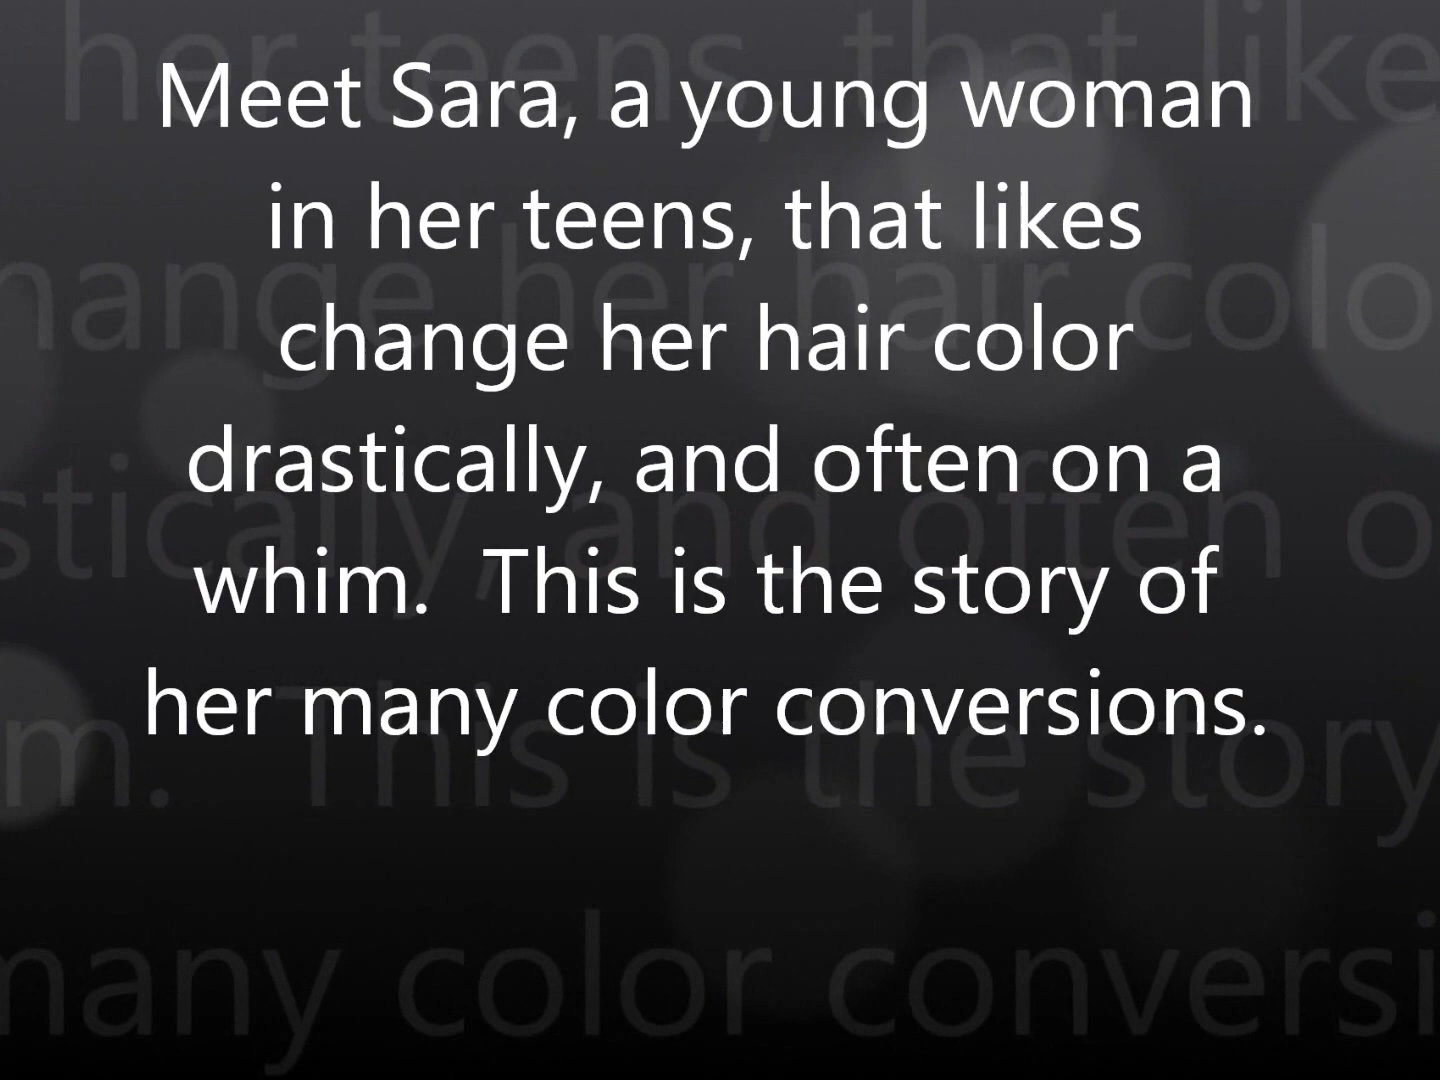 Meet Sara, a young woman
in her teens, that likes
change her hair color
drastically, and often on a
whim.  This is the story of
her many color conversions.